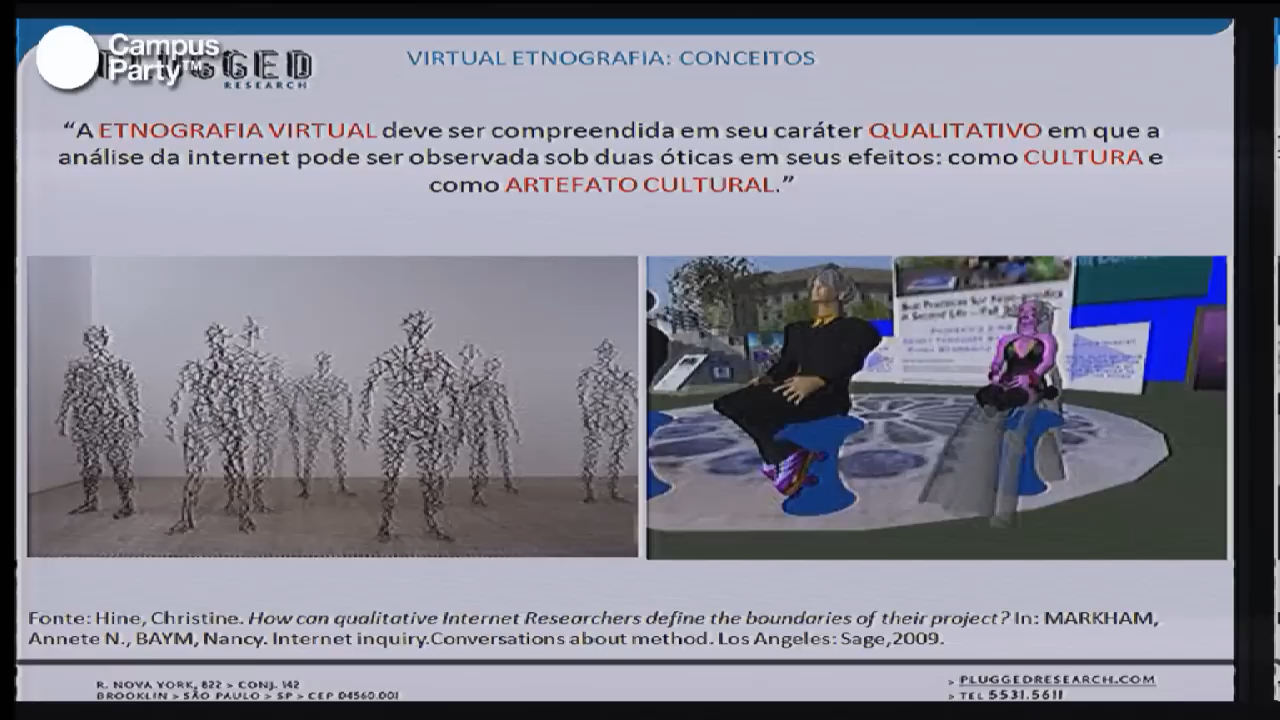 Campus
Party™
PLUGGED
RESEARCH
VIRTUAL ETNOGRAFIA: CONCEITOS
“A ETNOGRAFIA VIRTUAL deve ser compreendida em seu caráter QUALITATIVO em que a
análise da internet pode ser observada sob duas óticas em seus efeitos: como CULTURA e
como ARTEFATO CULTURAL.”
Fonte: Hine, Christine. How can qualitative Internet Researchers define the boundaries of their project? In: MARKHAM,
Annete N., BAYM, Nancy. Internet inquiry.Conversations about method. Los Angeles: Sage,2009.
R. NOVA YORK, 822 > CONJ. 142
BROOKLIN > SÃO PAULO > SP > CEP 04560.001
> PLUGGEDRESEARCH.COM
> TEL 5531.5611